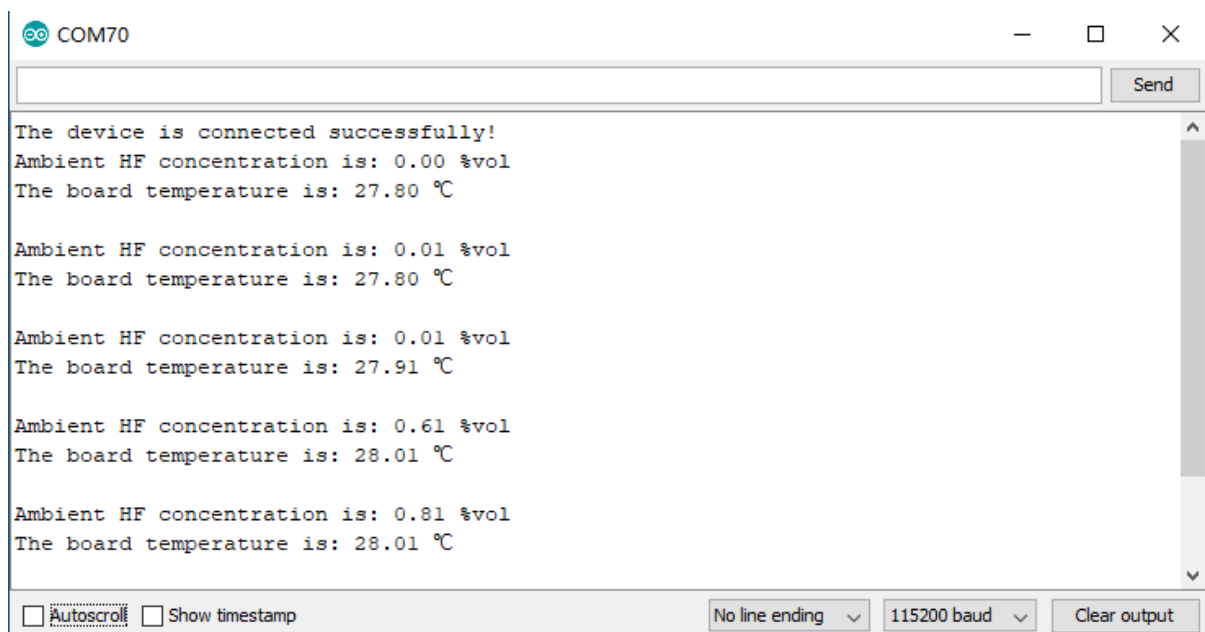 COM70
Send
The device is connected successfully!
Ambient HF concentration is: 0.00 %vol
The board temperature is: 27.80 ℃
Ambient HF concentration is: 0.01 %vol
The board temperature is: 27.80 ℃
Ambient HF concentration is: 0.01 %vol
The board temperature is: 27.91 ℃
Ambient HF concentration is: 0.61 %vol
The board temperature is: 28.01 ℃
Ambient HF concentration is: 0.81 %vol
The board temperature is: 28.01 ℃
Autoscroll Show timestamp No line ending 115200 baud Clear output